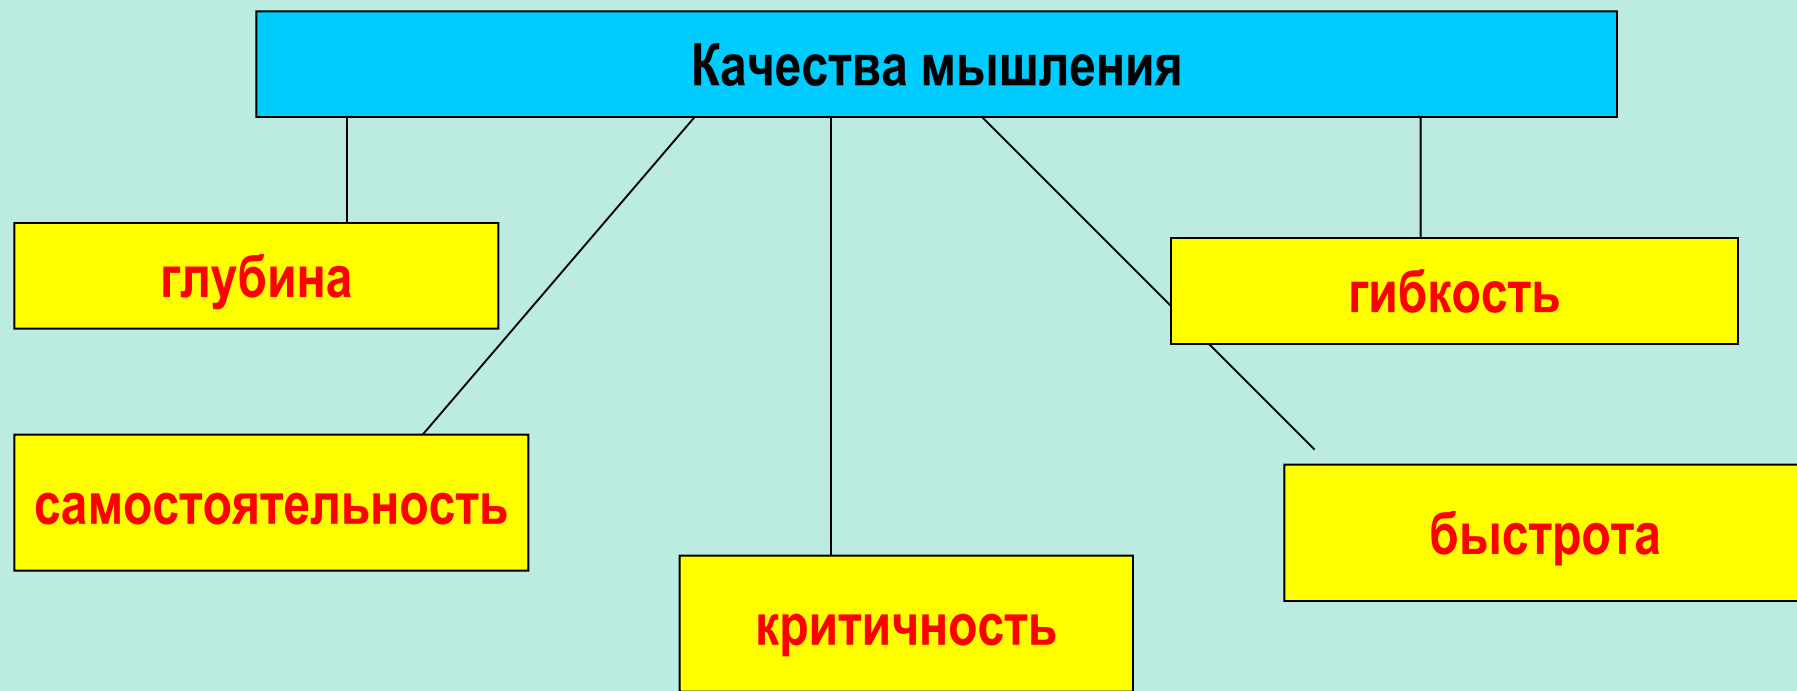 Качества мышления
глубина
гибкость
самостоятельность
быстрота
критичность